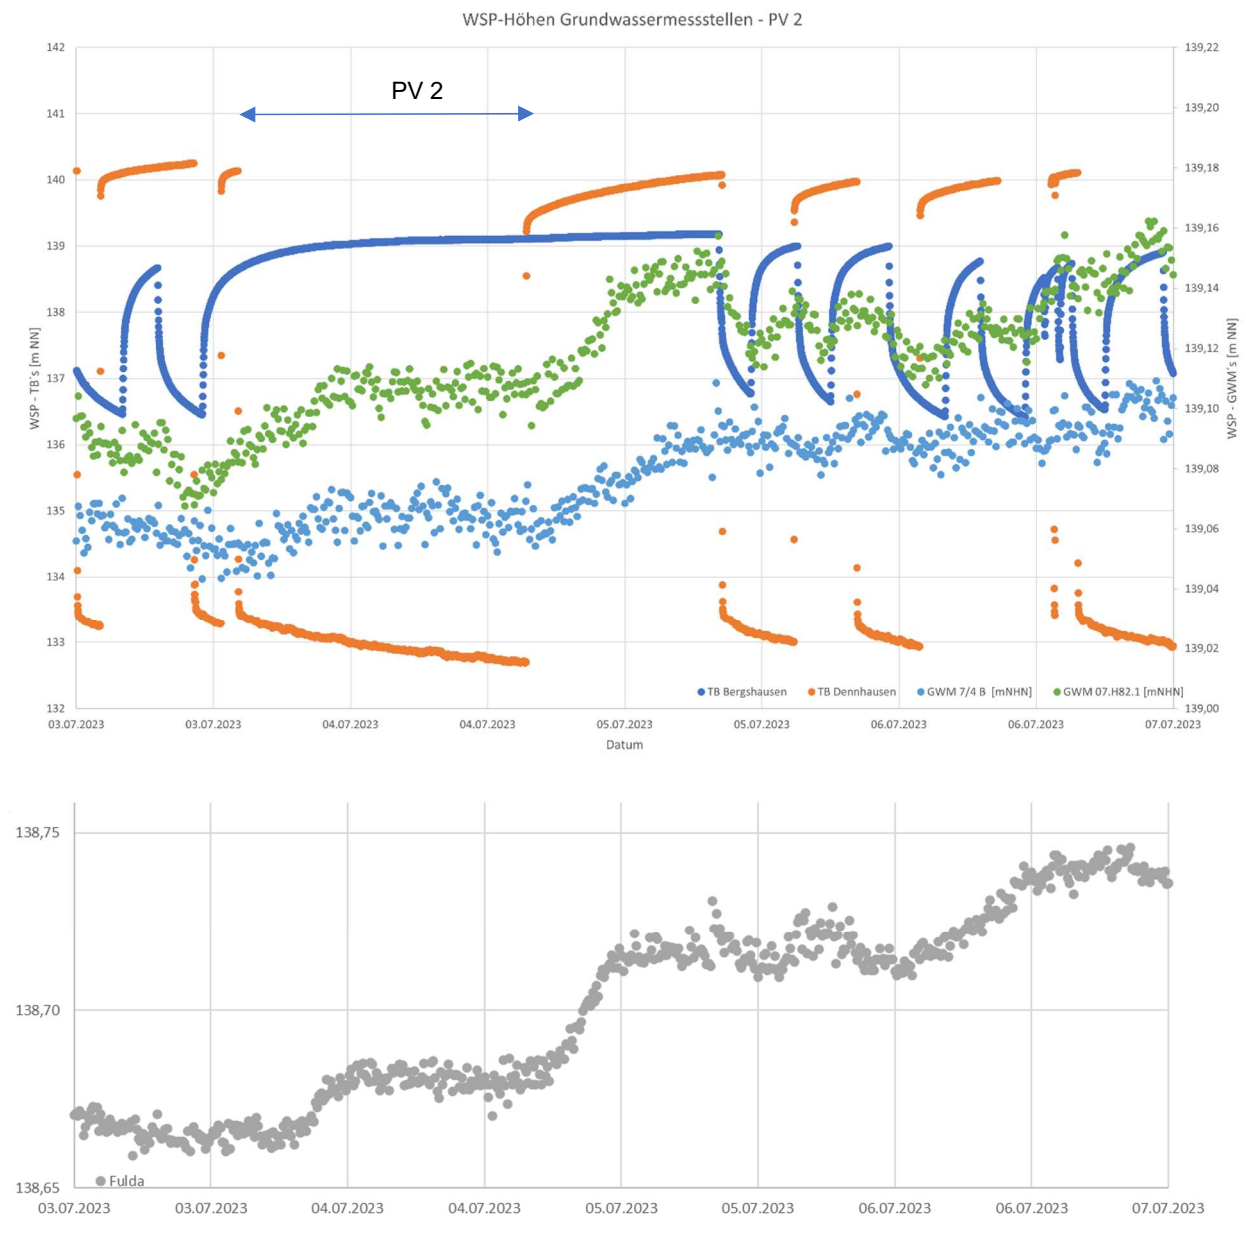 WSP-Höhen Grundwassermessstellen - PV 2
142
141
140
139
138
137
136
135
134
133
132
WSP - TB´s [m NN]
PV 2
139,22
139,20
139,18
139,16
139,14
139,12
139,10
139,08
139,06
139,04
139,02
139,00
WSP - GWM´s [m NN]
TB Bergshausen TB Dennhausen GWM 7/4 B [mNHN] GWM 07.H82.1 [mNHN]
03.07.2023 03.07.2023 04.07.2023 04.07.2023 05.07.2023 05.07.2023 06.07.2023 06.07.2023 07.07.2023
Datum
138,75
138,70
138,65
Fulda
03.07.2023 03.07.2023 04.07.2023 04.07.2023 05.07.2023 05.07.2023 06.07.2023 06.07.2023 07.07.2023